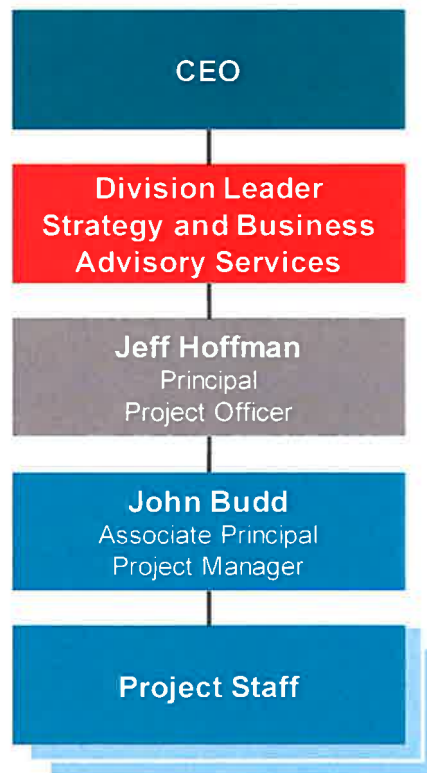 CEO
Division Leader
Strategy and Business
Advisory Services
Jeff Hoffman
Principal
Project Officer
John Budd
Associate Principal
Project Manager
Project Staff